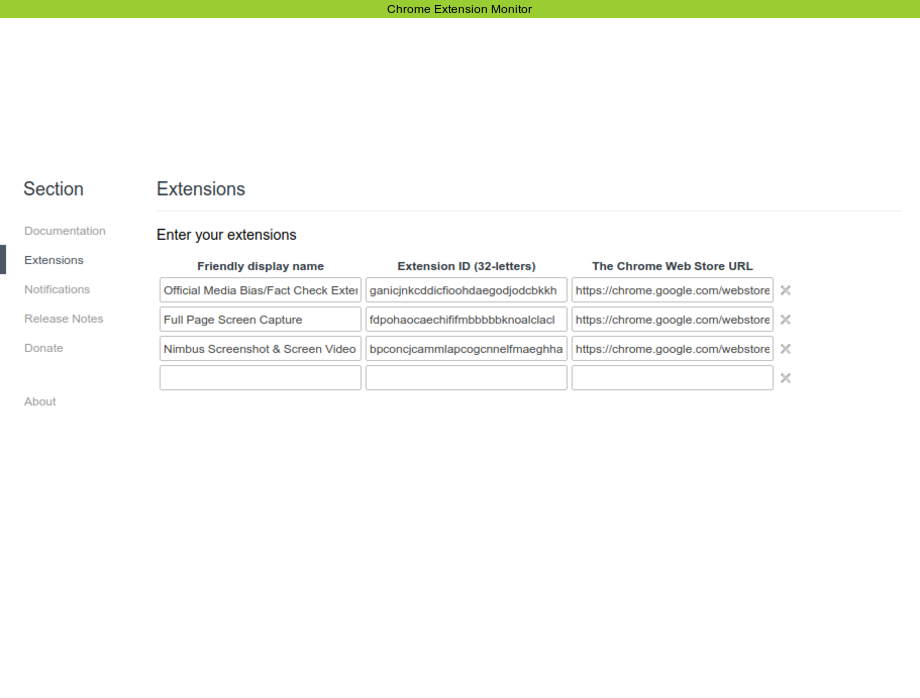 Chrome Extension Monitor
Section
Documentation
Extensions
Notifications
Release Notes
Donate
About
Extensions
Enter your extensions
Friendly display name Extension ID (32-letters) The Chrome Web Store URL
Official Media Bias/Fact Check Exter ganicjnkcddicfioohdaegodjodcbkkh https://chrome.google.com/webstore
Full Page Screen Capture fdpohaocaechififmbbbbbknoalclacl https://chrome.google.com/webstore
Nimbus Screenshot & Screen Video bpconcjcammlapcogcnnelfmaeghha https://chrome.google.com/webstore